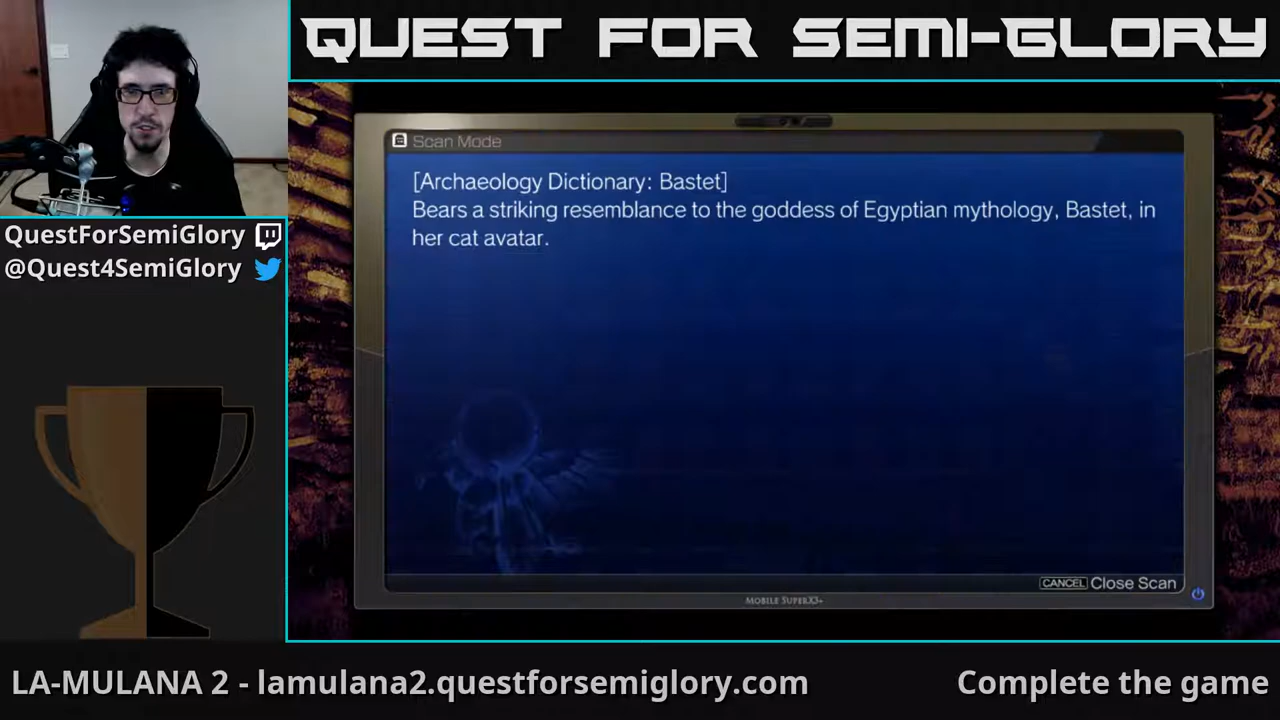 QUEST FOR SEMI-GLORY
Scan Mode
[Archaeology Dictionary: Bastet]
Bears a striking resemblance to the goddess of Egyptian mythology, Bastet, in
her cat avatar.
CANCEL Close Scan
MOBILE SUPERX3+
QuestForSemiGlory
@Quest4SemiGlory
LA-MULANA 2 - lamulana2.questforsemiglory.com
Complete the game